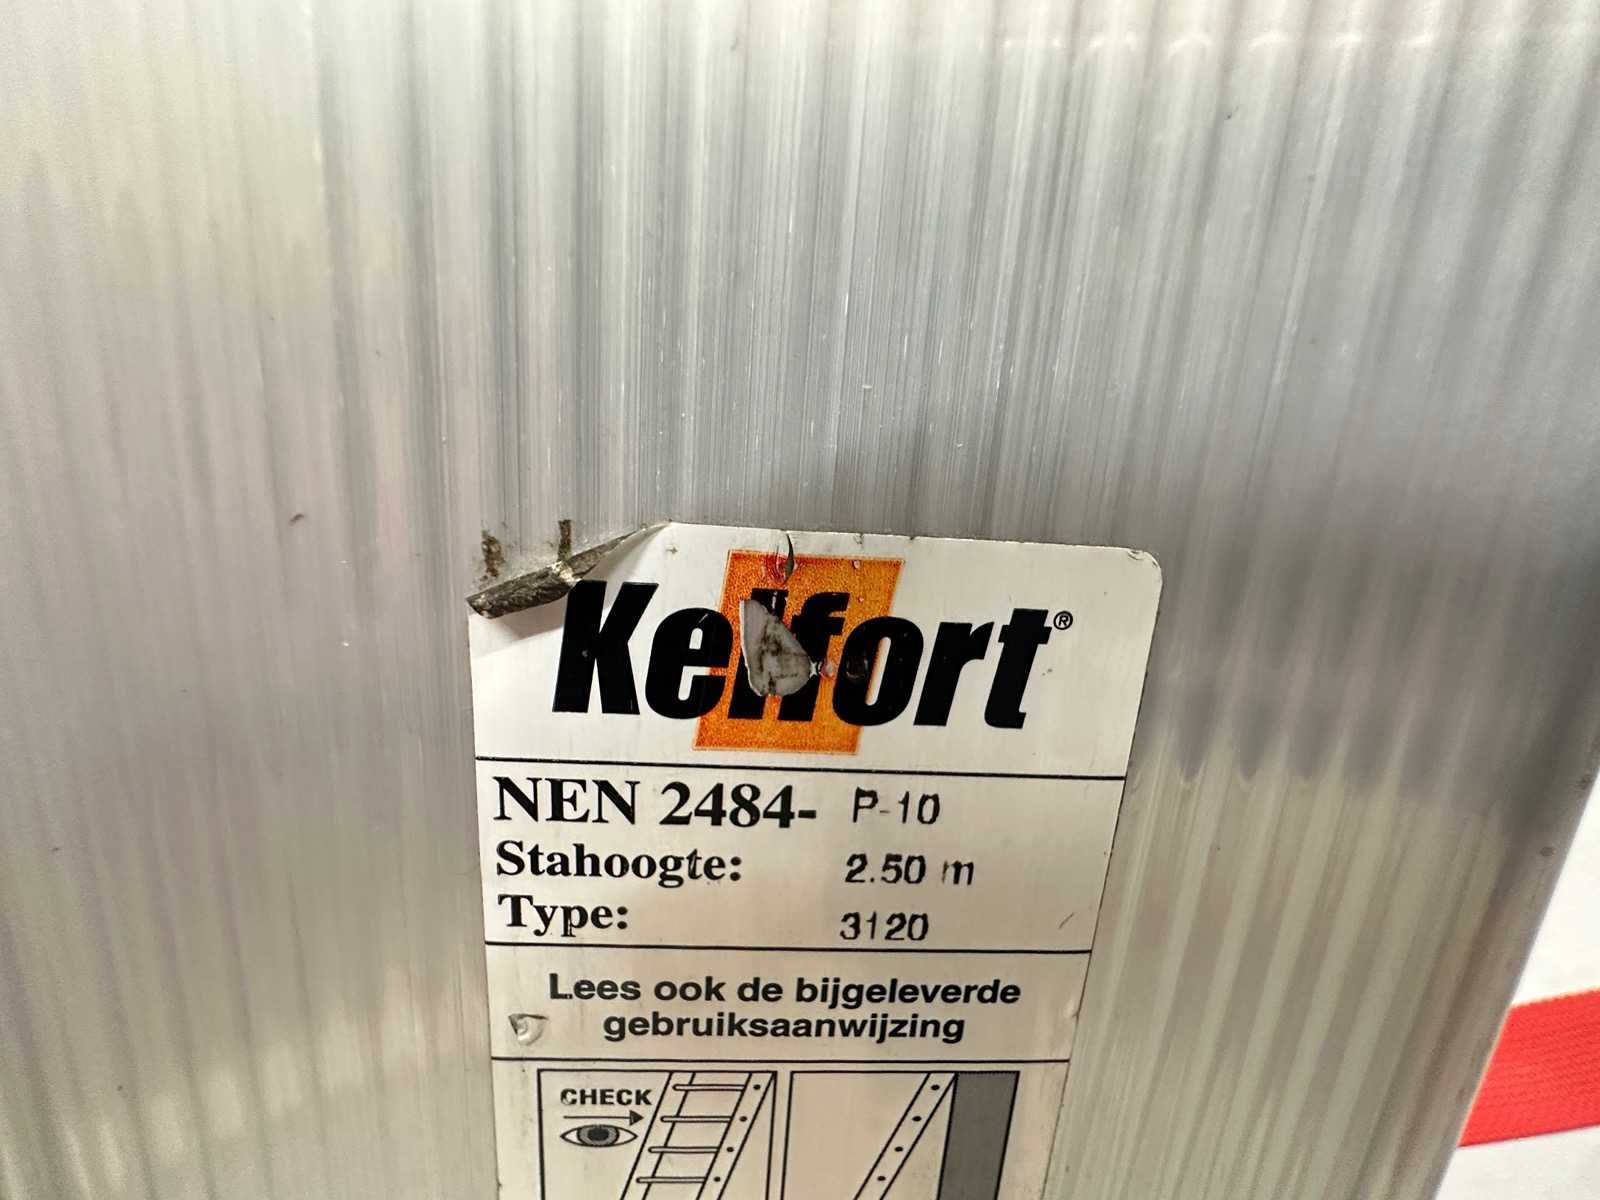 Kelfort®
NEN 2484- P-10
Stahoogte: 2.50 m
Type: 3120
Lees ook de bijgeleverde
gebruiksaanwijzing
CHECK